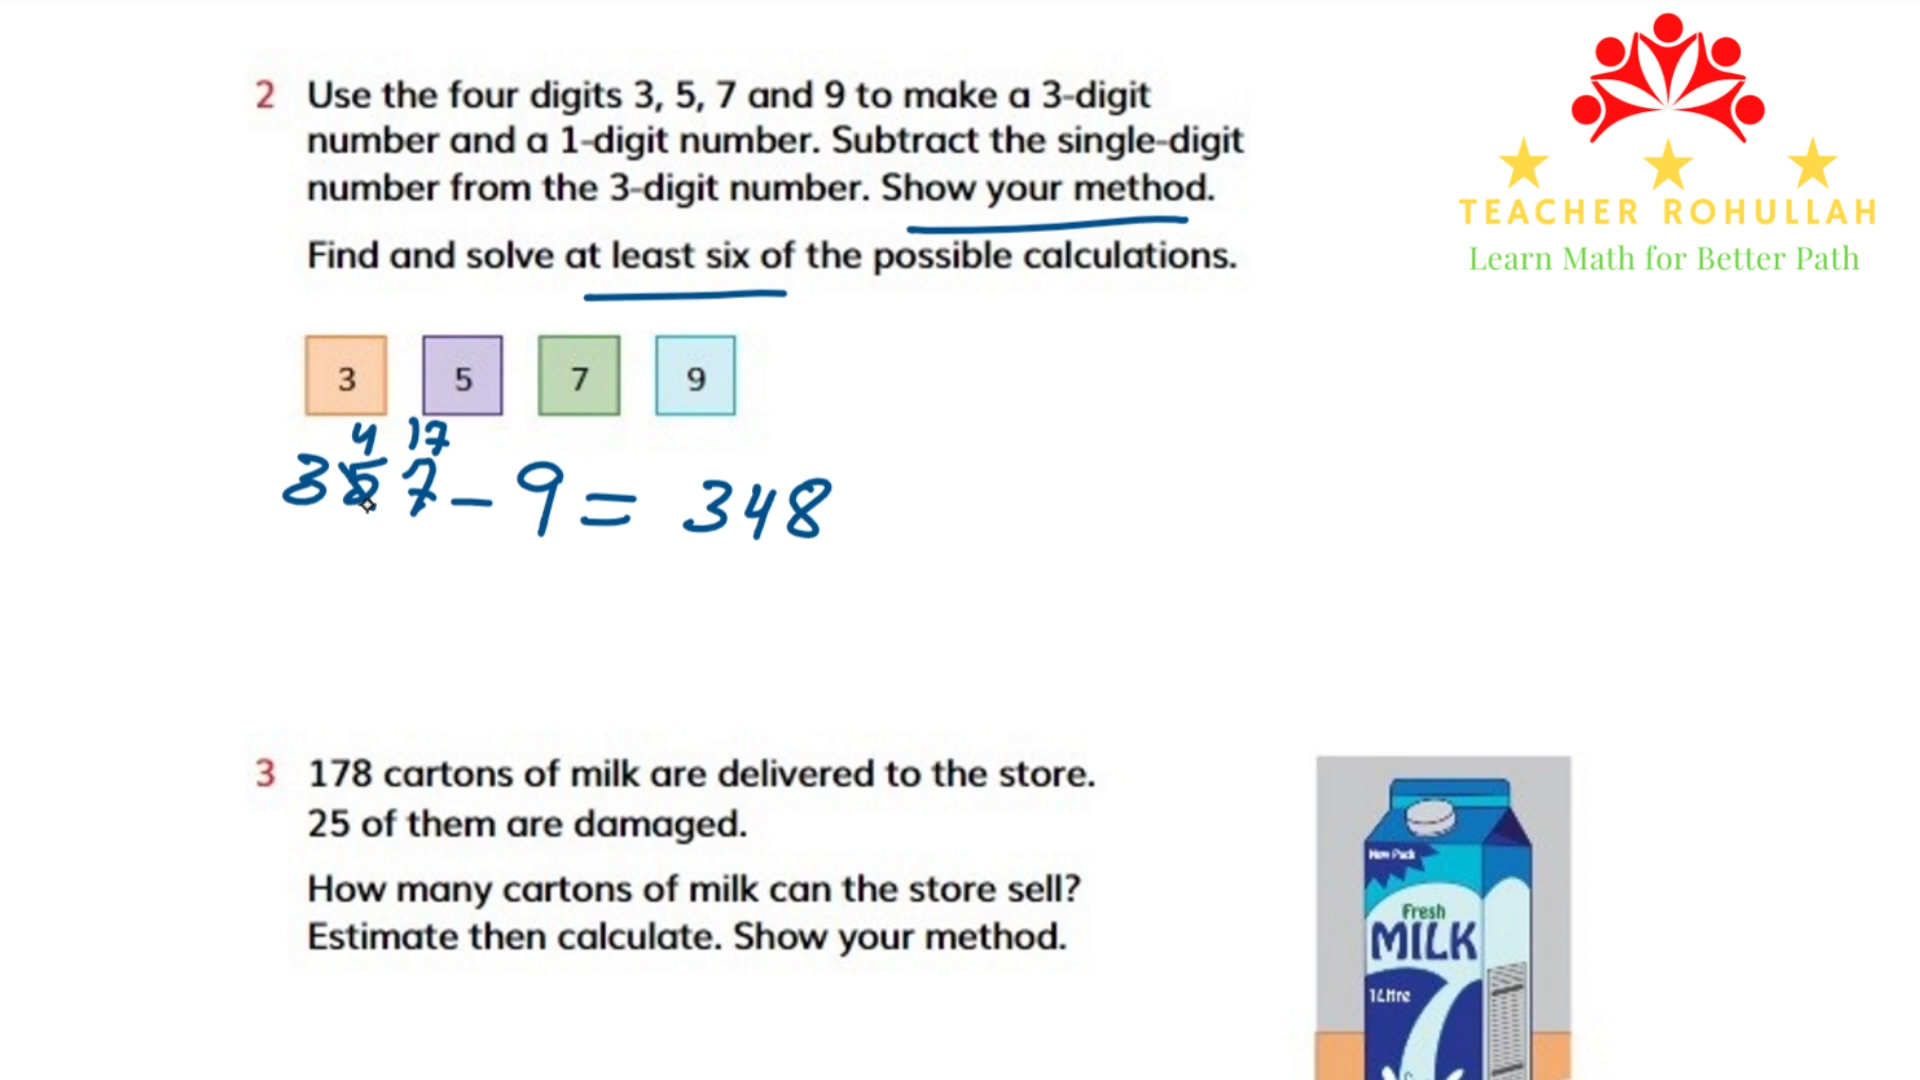 2 Use the four digits 3, 5, 7 and 9 to make a 3-digit
number and a 1-digit number. Subtract the single-digit
number from the 3-digit number. Show your method.
Find and solve at least six of the possible calculations.
3 5 7 9
4 17
357 - 9 = 348
TEACHER ROHULLAH
Learn Math for Better Path
3 178 cartons of milk are delivered to the store.
25 of them are damaged.
How many cartons of milk can the store sell?
Estimate then calculate. Show your method.
New Pack
Fresh
MILK
1 Litre